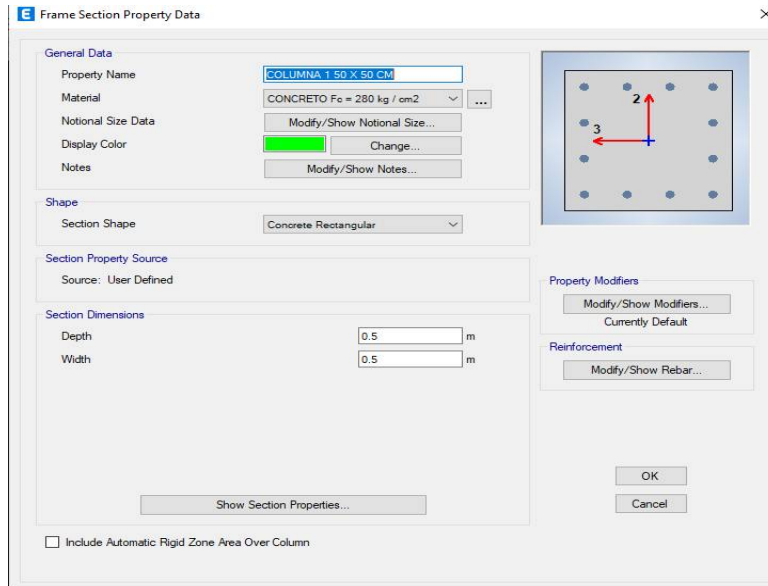 E Frame Section Property Data
General Data
Property Name COLUMNA 1 50 X 50 CM
Material CONCRETO Fc = 280 kg / cm2 ...
Notional Size Data Modify/Show Notional Size...
Display Color Change...
Notes Modify/Show Notes...
Shape
Section Shape Concrete Rectangular
Section Property Source
Source: User Defined
Section Dimensions
Depth 0.5 m
Width 0.5 m
Show Section Properties...
Include Automatic Rigid Zone Area Over Column
2
3
Property Modifiers
Modify/Show Modifiers...
Currently Default
Reinforcement
Modify/Show Rebar...
OK
Cancel